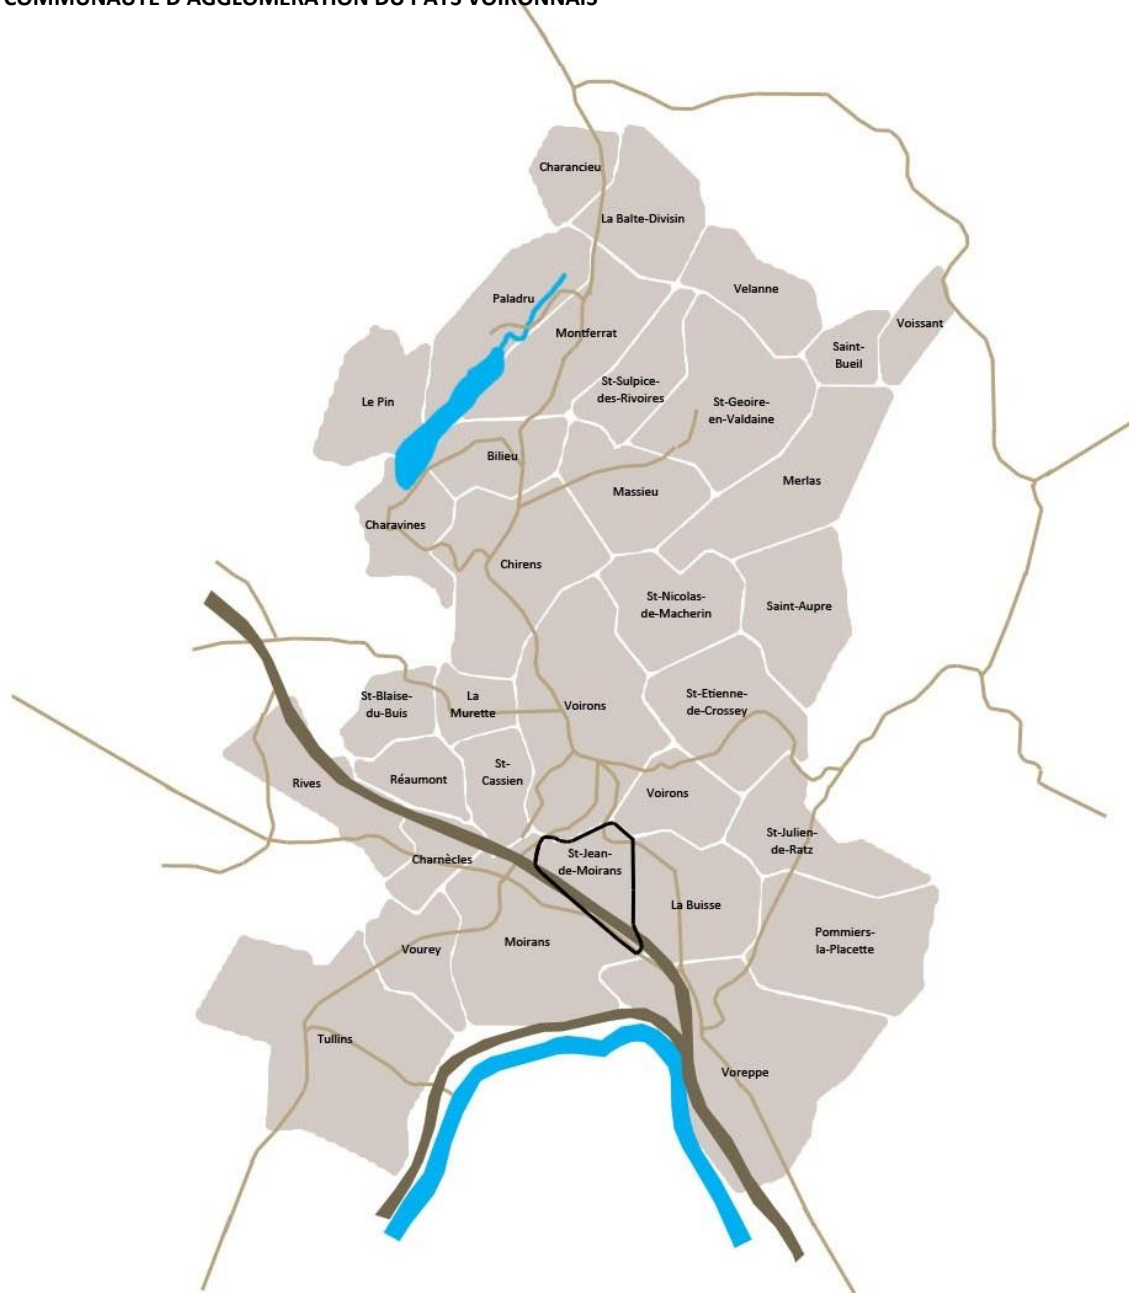 COMMUNAUTÉ D'AGGLOMÉRATION DU PAYS VOIRONNAIS
Charancieu
La Balte-Divisin
Velanne
Paladru
Voissant
Montferrat
Saint-
Bueil
St-Sulpice-
des-Rivoires
Le Pin
St-Geoire-
en-Valdaine
Bilieu
Merlas
Massieu
Charavines
Chirens
St-Nicolas-
de-Macherin
Saint-Aupre
St-Blaise-
du-Buis
La
Murette
Voirons
St-Etienne-
de-Crossey
Rives
Réaumont
St-
Cassien
Voirons
St-Julien-
de-Ratz
Charnècles
St-Jean-
de-Moirans
La Buisse
Pommiers-
la-Placette
Vourey
Moirans
Tullins
Voreppe